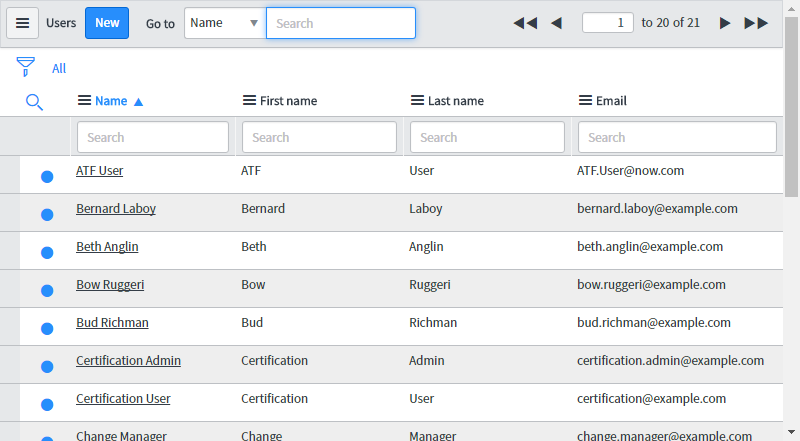 Users New Go to Name Search 1 to 20 of 21
All
Name First name Last name Email
Search Search Search Search
ATF User ATF User ATF.User@now.com
Bernard Laboy Bernard Laboy bernard.laboy@example.com
Beth Anglin Beth Anglin beth.anglin@example.com
Bow Ruggeri Bow Ruggeri bow.ruggeri@example.com
Bud Richman Bud Richman bud.richman@example.com
Certification Admin Certification Admin certification.admin@example.com
Certification User Certification User certification@example.com
Change Manager Change Manager change.manager@example.com